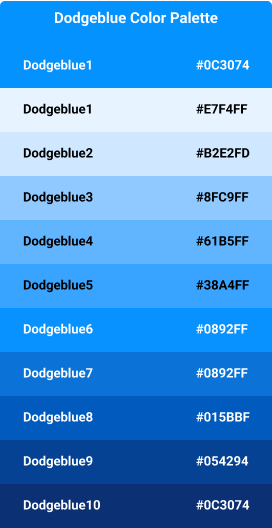 Dodgeblue Color Palette
Dodgeblue1 #0C3074
Dodgeblue1 #E7F4FF
Dodgeblue2 #B2E2FD
Dodgeblue3 #8FC9FF
Dodgeblue4 #61B5FF
Dodgeblue5 #38A4FF
Dodgeblue6 #0892FF
Dodgeblue7 #0892FF
Dodgeblue8 #015BBF
Dodgeblue9 #054294
Dodgeblue10 #0C3074